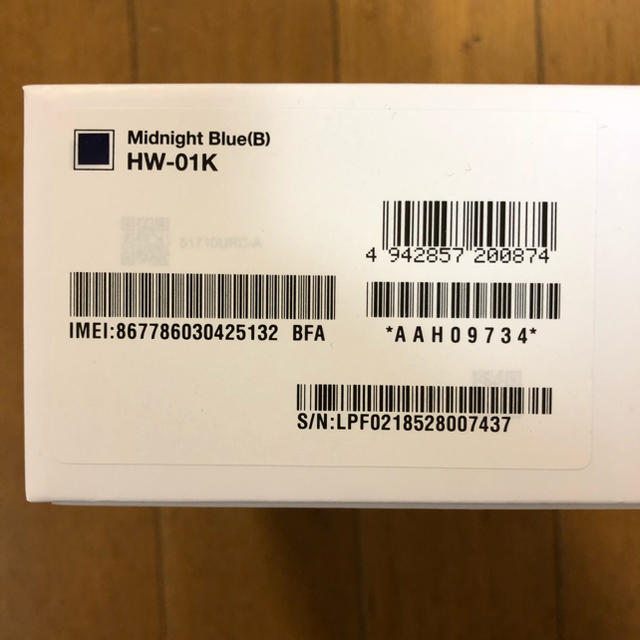 Midnight Blue(B)
HW-01K
4 942857 200874
IMEI:867786030425132 BFA
*AAH09734*
S/N:LPF0218528007437